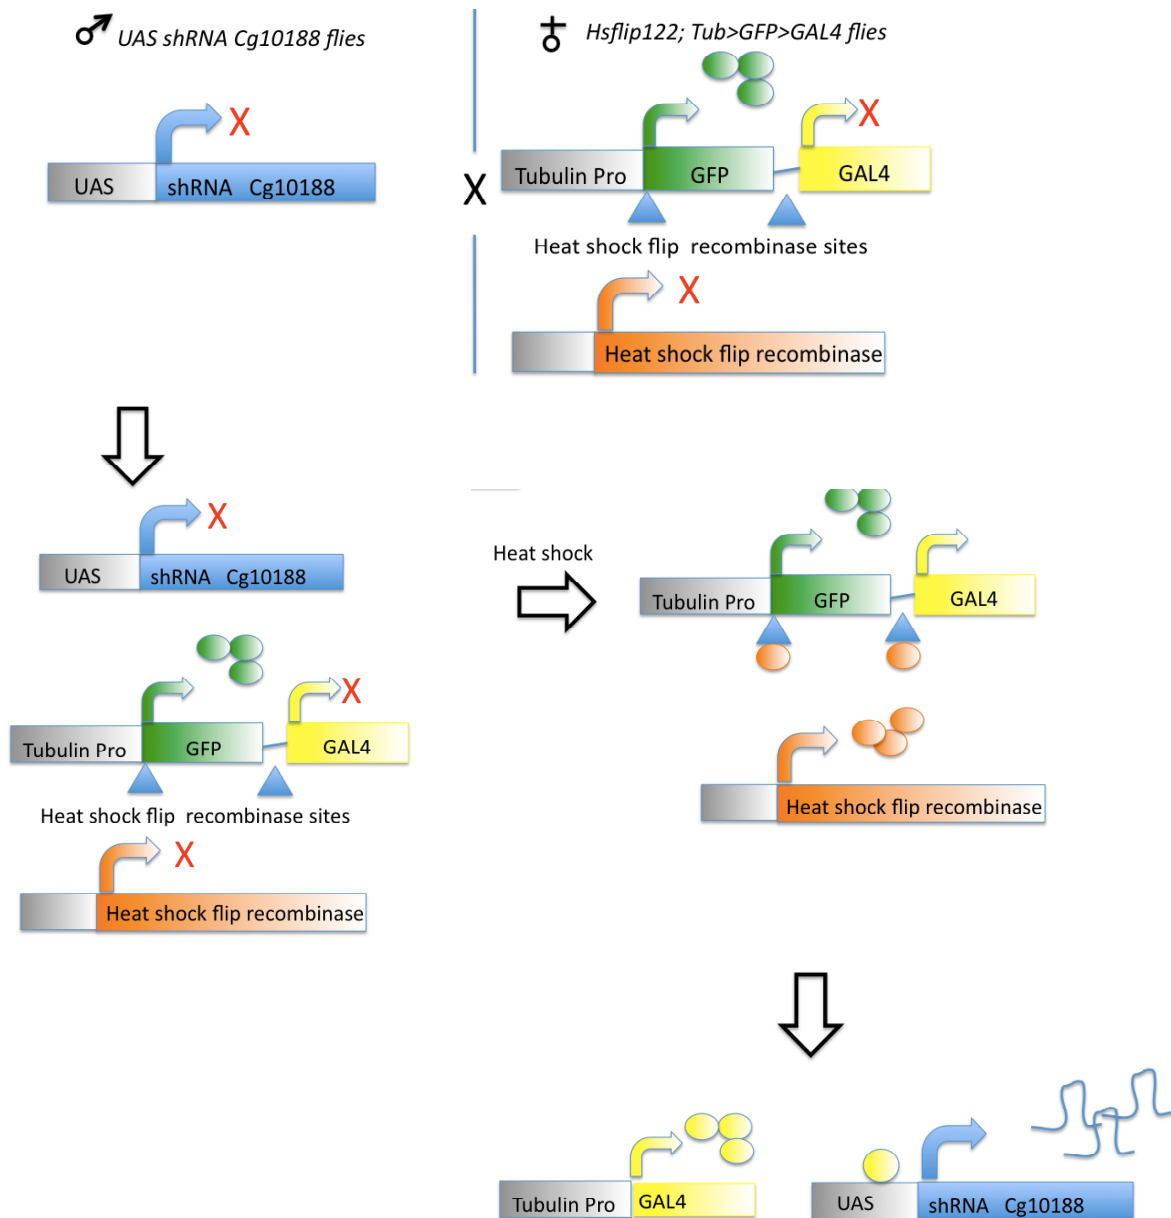 UAS shRNA Cg10188 flies
Hsflip122; Tub>GFP>GAL4 flies
X
UAS shRNA Cg10188
X
Tubulin Pro GFP GAL4
X
Heat shock flip recombinase sites
X
Heat shock flip recombinase
X
UAS shRNA Cg10188
X
Tubulin Pro GFP GAL4
Heat shock flip recombinase sites
X
Heat shock flip recombinase
Heat shock
Tubulin Pro GFP GAL4
Heat shock flip recombinase
Tubulin Pro GAL4
UAS shRNA Cg10188